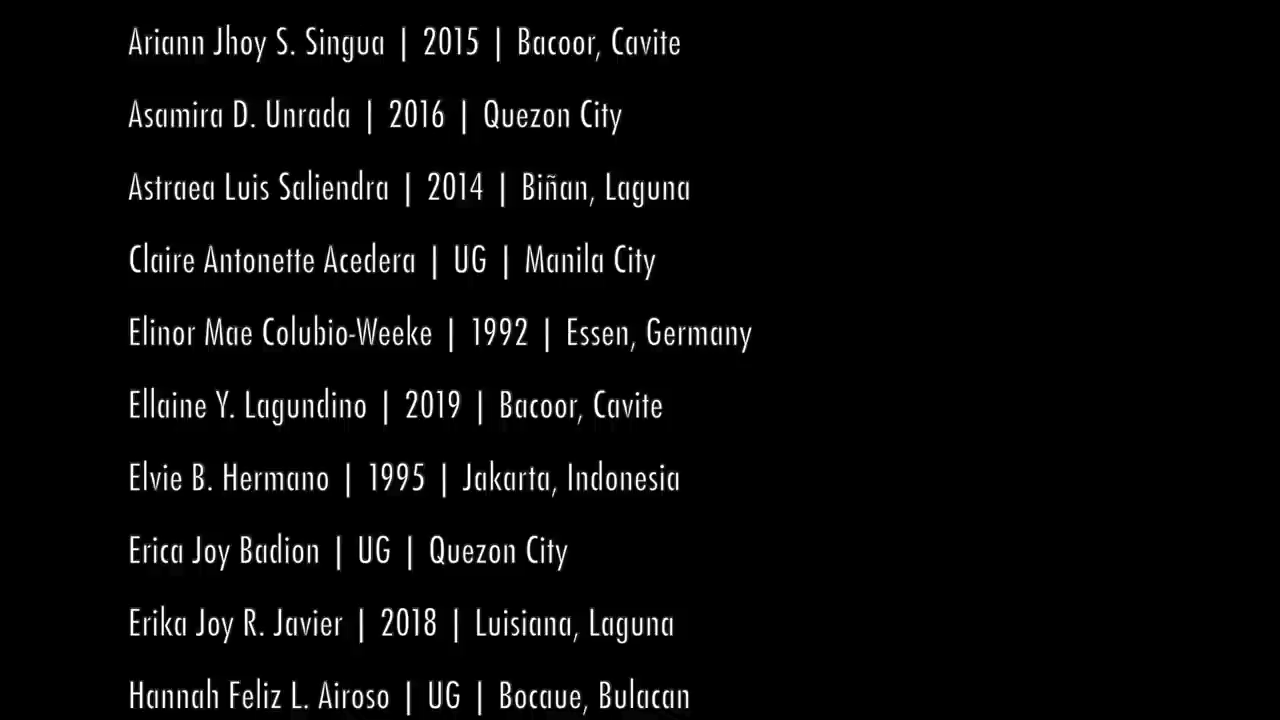 Ariann Jhoy S. Singua | 2015 | Bacoor, Cavite
Asamira D. Unrada | 2016 | Quezon City
Astraea Luis Saliendra | 2014 | Biñan, Laguna
Claire Antonette Acedera | UG | Manila City
Elinor Mae Colubio-Weeke | 1992 | Essen, Germany
Ellaine Y. Lagundino | 2019 | Bacoor, Cavite
Elvie B. Hermano | 1995 | Jakarta, Indonesia
Erica Joy Badion | UG | Quezon City
Erika Joy R. Javier | 2018 | Luisiana, Laguna
Hannah Feliz L. Airoso | UG | Bocaue, Bulacan